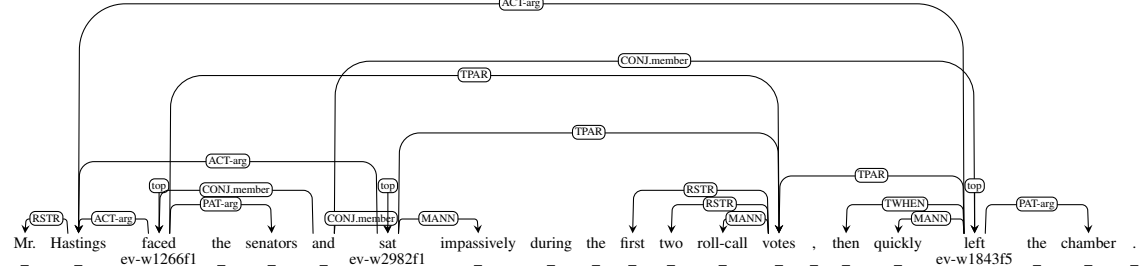 ACT-arg
CONJ.member
TPAR
TPAR
ACT-arg
TPAR
top CONJ.member top RSTR top
PAT-arg RSTR TWHEN PAT-arg
RSTR ACT-arg CONJ.member MANN MANN MANN
Mr. Hastings faced the senators and sat impassively during the first two roll-call votes , then quickly left the chamber .
ev-w1266f1 ev-w2982f1 ev-w1843f5
_ _ _ _ _ _ _ _ _ _ _ _ _ _ _ _ _ _